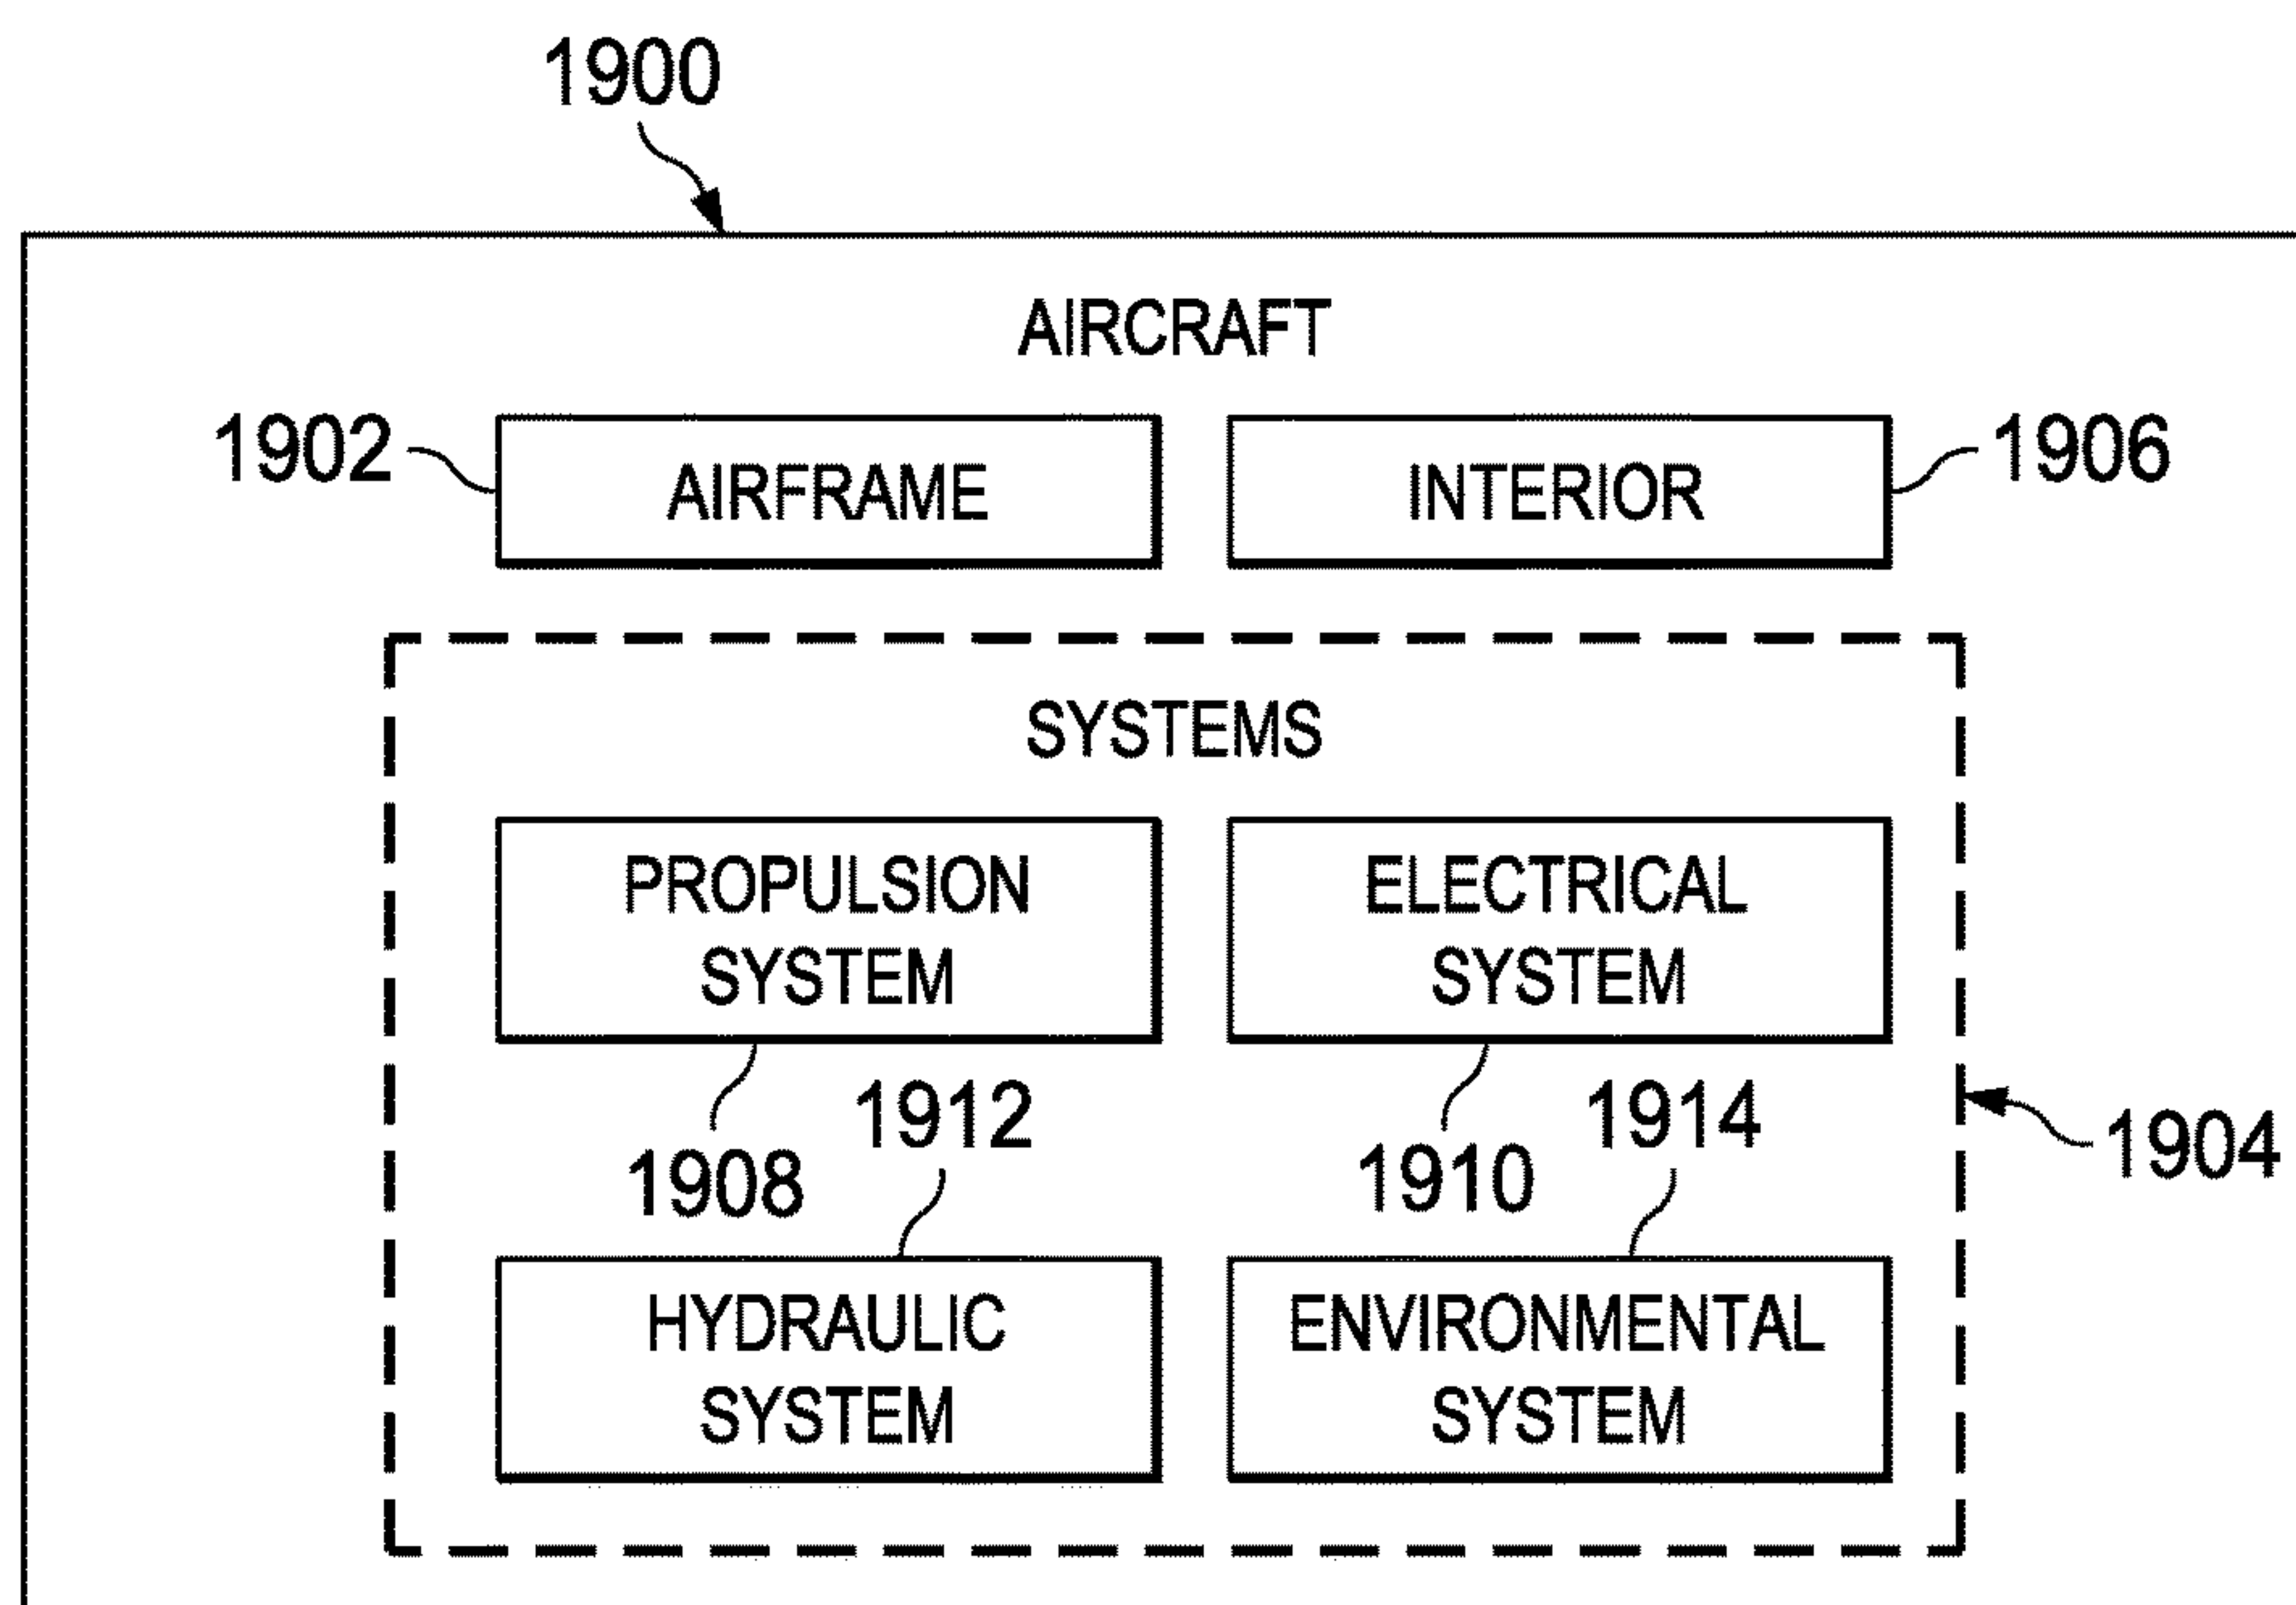 1900
AIRCRAFT
1902
AIRFRAME
INTERIOR
1906
SYSTEMS
PROPULSION
SYSTEM
ELECTRICAL
SYSTEM
1908
1912
1910
1914
1904
HYDRAULIC
SYSTEM
ENVIRONMENTAL
SYSTEM